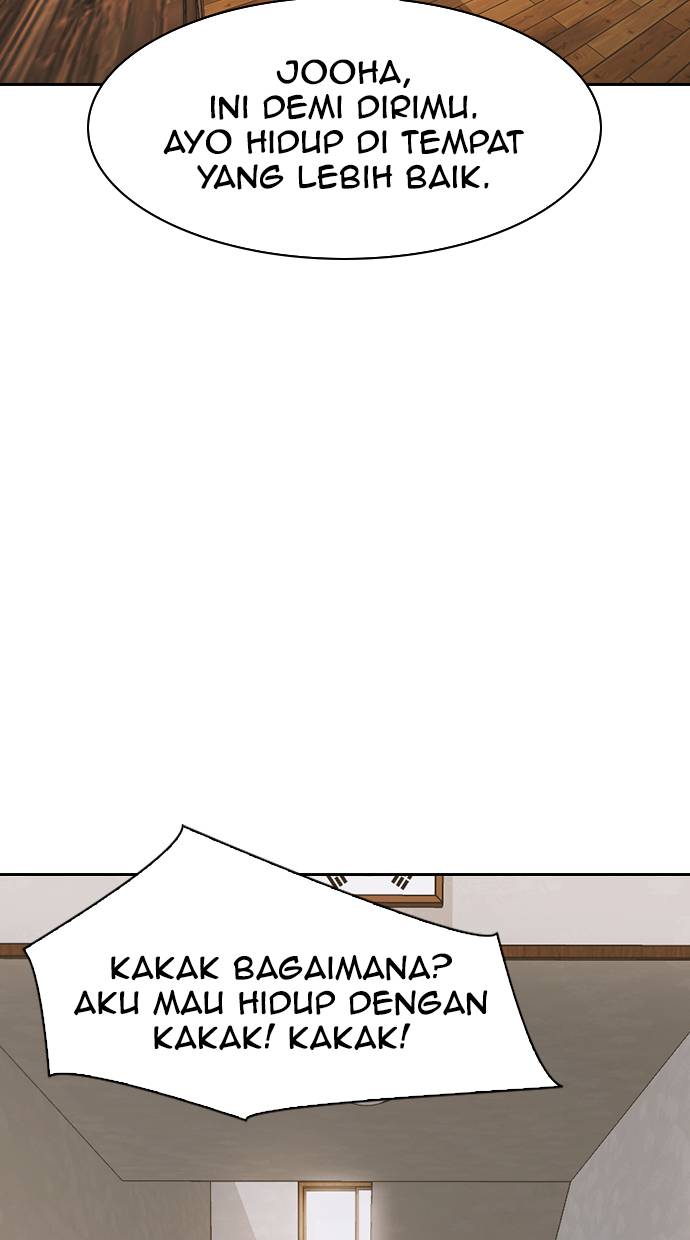 JOOHA,
INI DEMI DIRIMU.
AYO HIDUP DI TEMPAT
YANG LEBIH BAIK.
KAKAK BAGAIMANA?
AKU MAU HIDUP DENGAN
KAKAK! KAKAK!